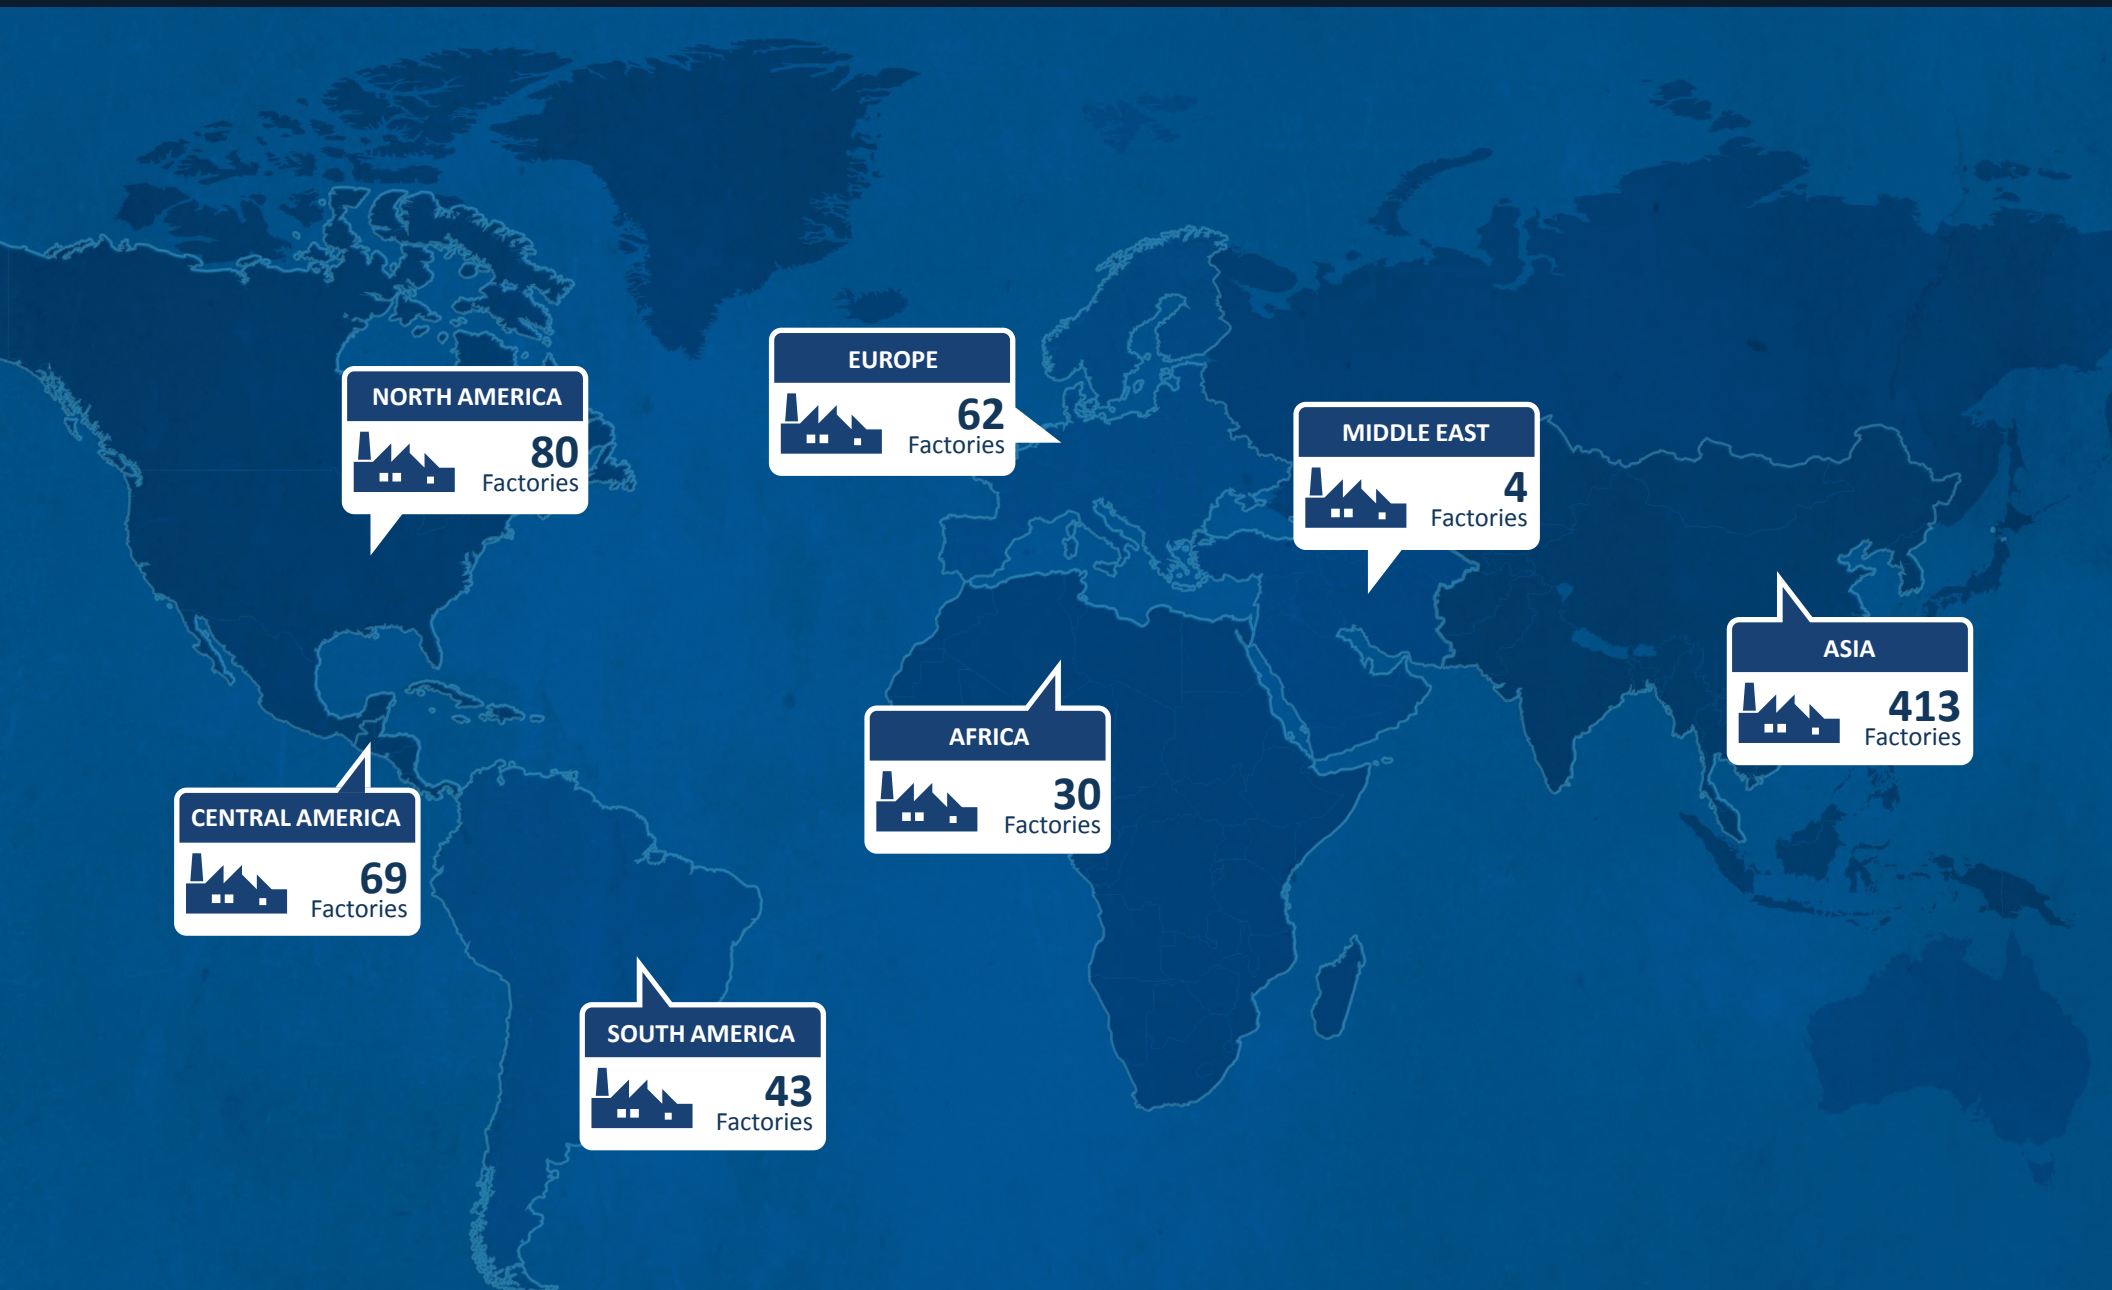 EUROPE
62
Factories
NORTH AMERICA
80
Factories
MIDDLE EAST
4
Factories
ASIA
413
Factories
AFRICA
30
Factories
CENTRAL AMERICA
69
Factories
SOUTH AMERICA
43
Factories